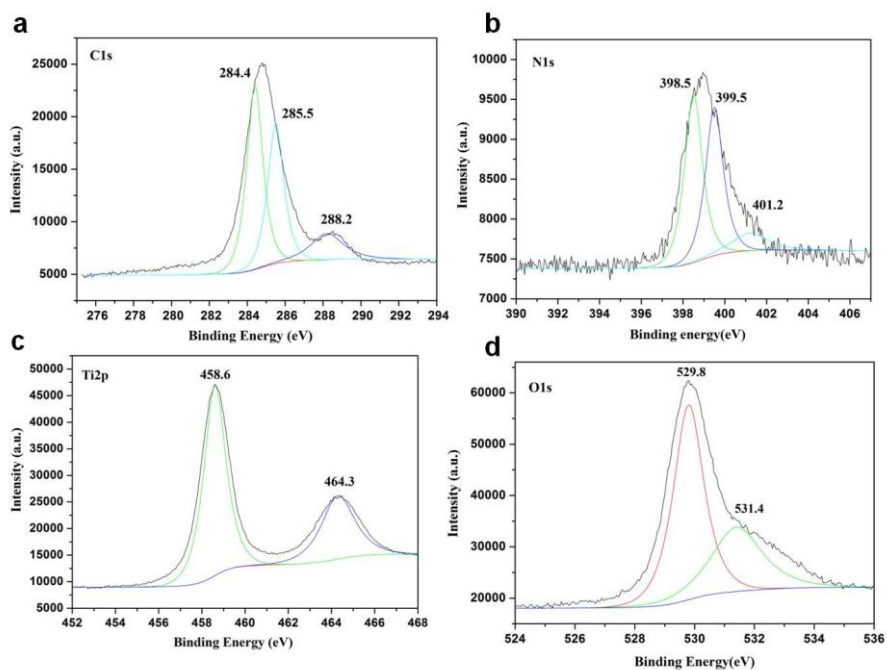 a
C1s
284.4
285.5
288.2
25000
20000
15000
10000
5000
Intensity (a.u.)
276 278 280 282 284 286 288 290 292 294
Binding Energy (eV)
b
N1s
398.5
399.5
401.2
10000
9500
9000
8500
8000
7500
7000
Intensity (a.u.)
390 392 394 396 398 400 402 404 406
Binding energy(eV)
c
Ti2p
458.6
464.3
50000
45000
40000
35000
30000
25000
20000
15000
10000
5000
Intensity (a.u.)
452 454 456 458 460 462 464 466 468
Binding Energy (eV)
d
O1s
529.8
531.4
60000
50000
40000
30000
20000
Intensity (a.u.)
524 526 528 530 532 534 536
Binding Energy(eV)